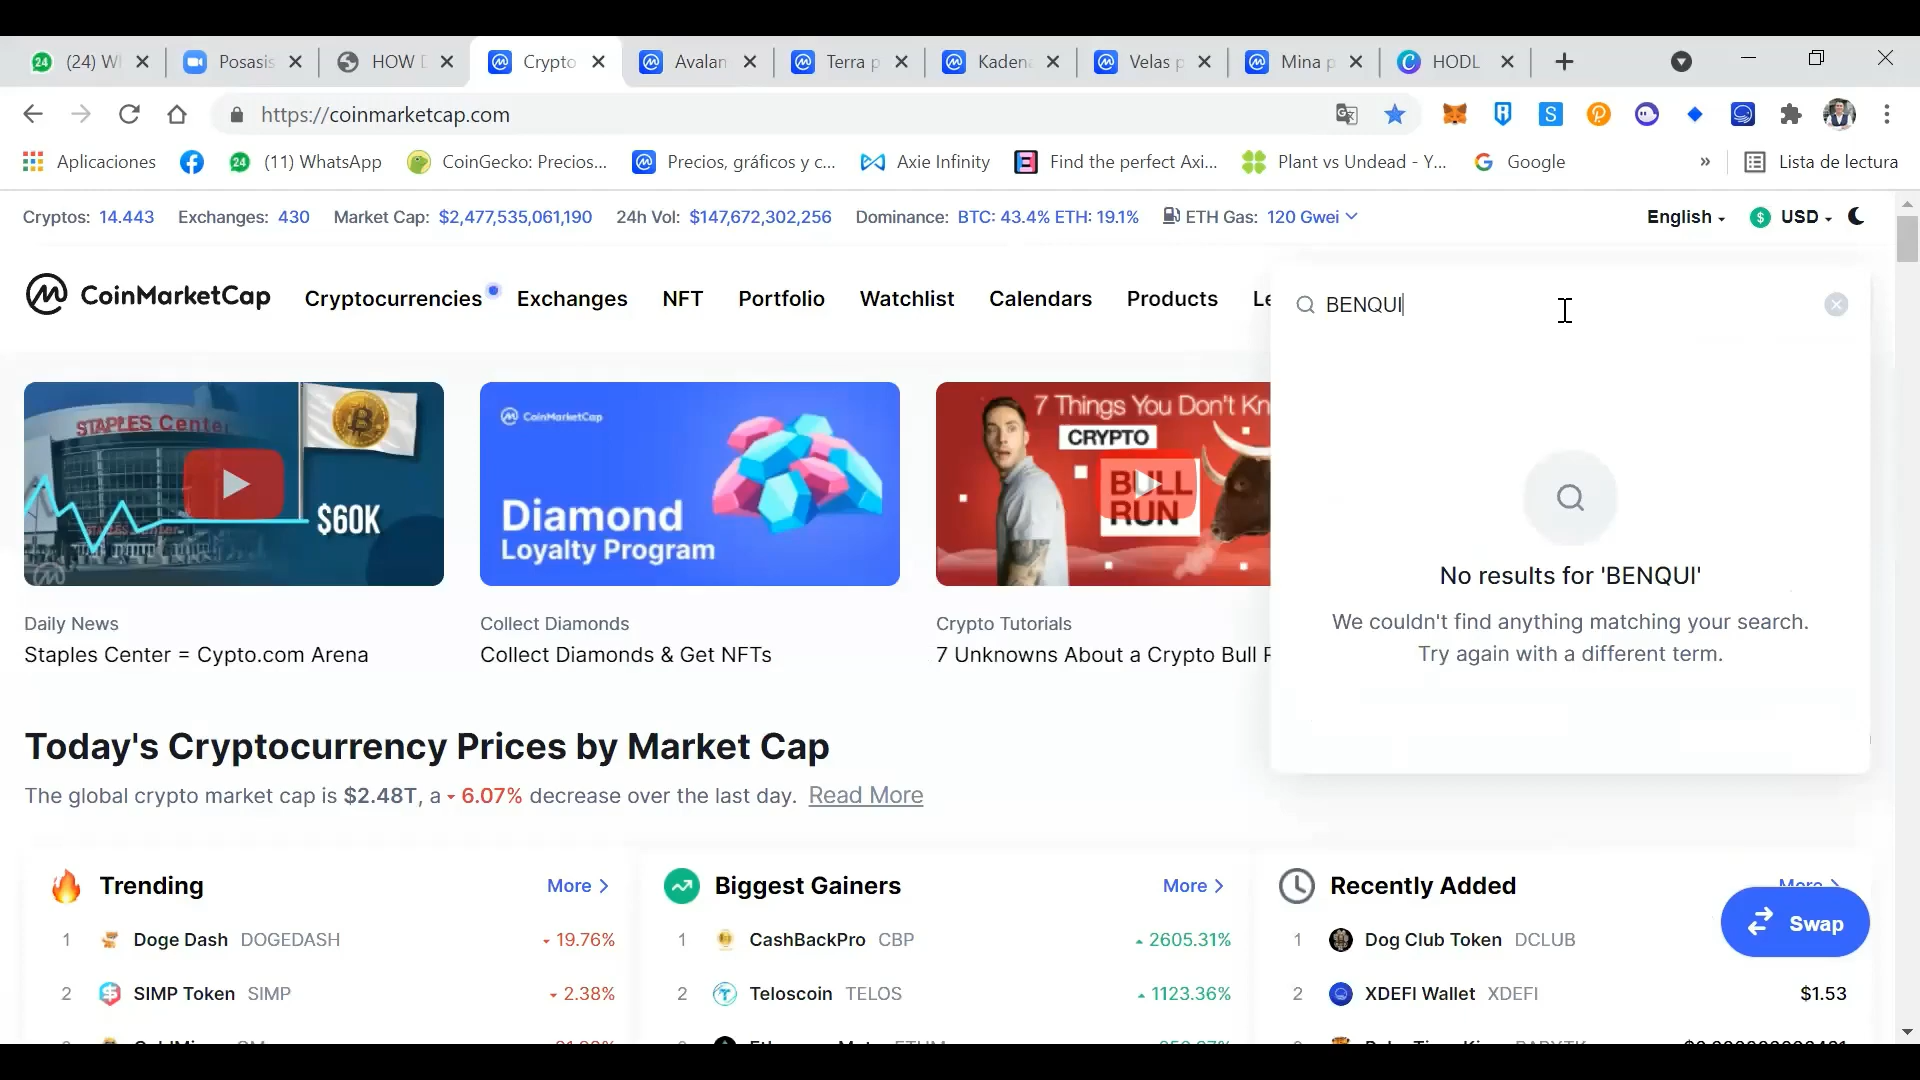 (24) W
Posasis
HOW D
Crypto
Avalan
Terra p
Kaden
Velas p
Mina p
HODL
https://coinmarketcap.com
Aplicaciones
24
(11) WhatsApp
CoinGecko: Precios...
Precios, gráficos y c...
Axie Infinity
Find the perfect Axi...
Plant vs Undead - Y...
Google
»
Lista de lectura
Cryptos: 14.443 Exchanges: 430 Market Cap: $2,477,535,061,190 24h Vol: $147,672,302,256 Dominance: BTC: 43.4% ETH: 19.1% ETH Gas: 120 Gwei
English
USD
CoinMarketCap
Cryptocurrencies
Exchanges
NFT
Portfolio
Watchlist
Calendars
Products
Le
BENQUI
STAPLES Center
$60K
CoinMarketCap
Diamond
Loyalty Program
7 Things You Don't Kn
CRYPTO
BULL
RUN
No results for 'BENQUI'
We couldn't find anything matching your search.
Try again with a different term.
Daily News
Staples Center = Cypto.com Arena
Collect Diamonds
Collect Diamonds & Get NFTs
Crypto Tutorials
7 Unknowns About a Crypto Bull R
Today's Cryptocurrency Prices by Market Cap
The global crypto market cap is $2.48T, a 6.07% decrease over the last day. Read More
Trending
More
1 Doge Dash DOGEDASH 19.76%
2 SIMP Token SIMP 2.38%
Biggest Gainers
More
1 CashBackPro CBP 2605.31%
2 Teloscoin TELOS 1123.36%
Recently Added
More
1 Dog Club Token DCLUB
2 XDEFI Wallet XDEFI $1.53
Swap